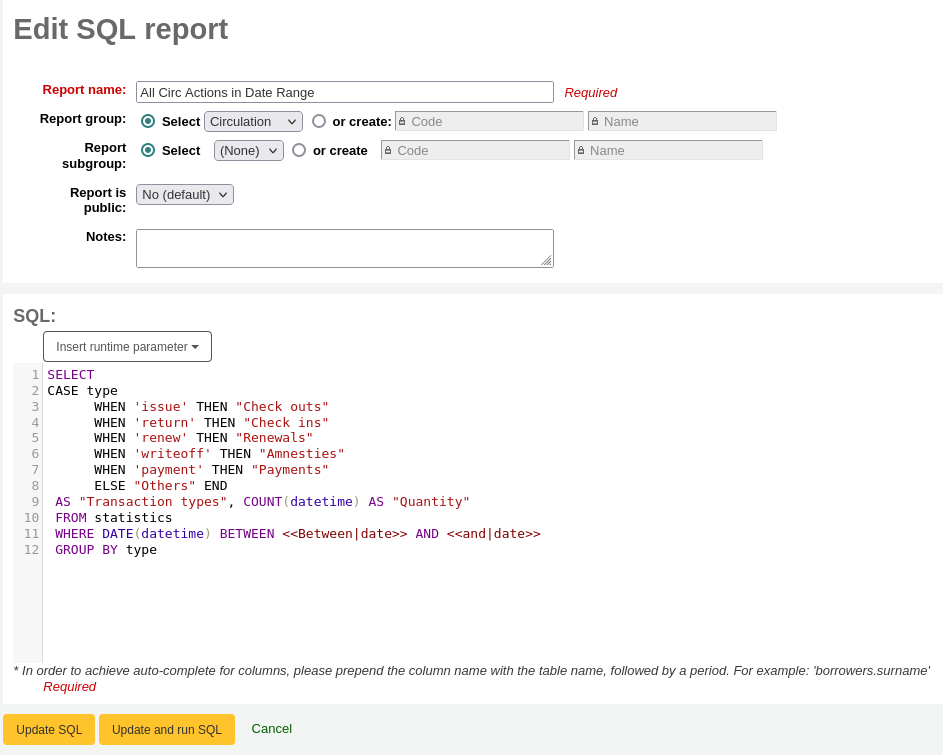 Edit SQL report
Report name: All Circ Actions in Date Range Required
Report group: Select Circulation or create: Code Name
Report subgroup: Select (None) or create Code Name
Report is public: No (default)
Notes:
SQL:
Insert runtime parameter
1 SELECT
2 CASE type
3 WHEN 'issue' THEN "Check outs"
4 WHEN 'return' THEN "Check ins"
5 WHEN 'renew' THEN "Renewals"
6 WHEN 'writeoff' THEN "Amnesties"
7 WHEN 'payment' THEN "Payments"
8 ELSE "Others" END
9 AS "Transaction types", COUNT(datetime) AS "Quantity"
10 FROM statistics
11 WHERE DATE(datetime) BETWEEN <<Between|date>> AND <<and|date>>
12 GROUP BY type
* In order to achieve auto-complete for columns, please prepend the column name with the table name, followed by a period. For example: 'borrowers.surname'
Required
Update SQL Update and run SQL Cancel